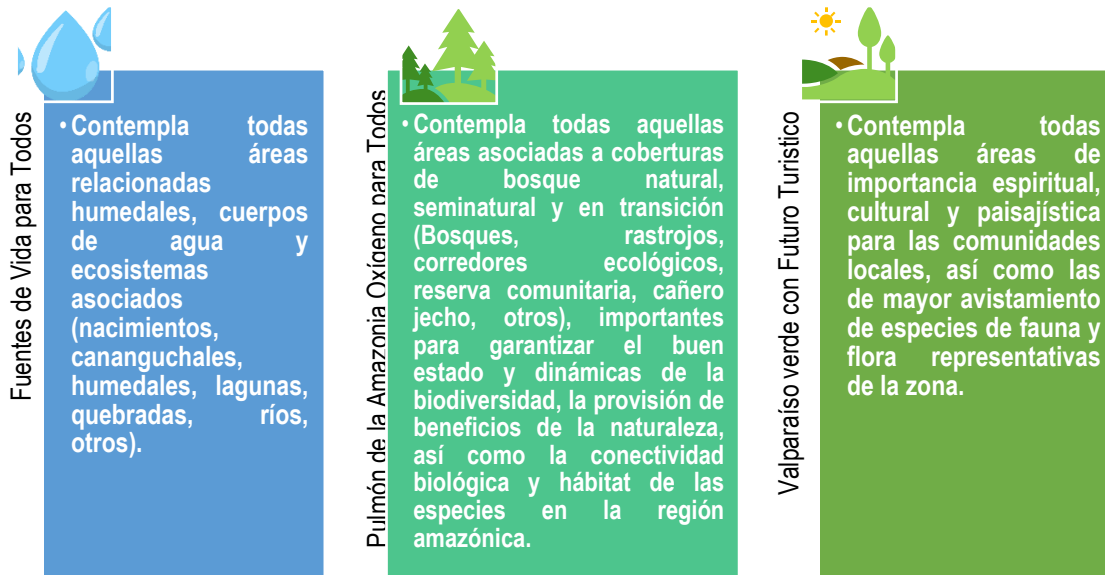 Fuentes de Vida para Todos
• Contempla todas
aquellas áreas
relacionadas
humedales, cuerpos
de agua y
ecosistemas
asociados
(nacimientos,
cananguchales,
humedales, lagunas,
quebradas, ríos,
otros).
Pulmón de la Amazonia Oxígeno para Todos
• Contempla todas aquellas
áreas asociadas a coberturas
de bosque natural,
seminatural y en transición
(Bosques, rastrojos,
corredores ecológicos,
reserva comunitaria, cañero
jecho, otros), importantes
para garantizar el buen
estado y dinámicas de la
biodiversidad, la provisión de
beneficios de la naturaleza,
así como la conectividad
biológica y hábitat de las
especies en la región
amazónica.
Valparaíso verde con Futuro Turistico
• Contempla todas
aquellas áreas de
importancia espiritual,
cultural y paisajística
para las comunidades
locales, así como las
de mayor avistamiento
de especies de fauna y
flora representativas
de la zona.